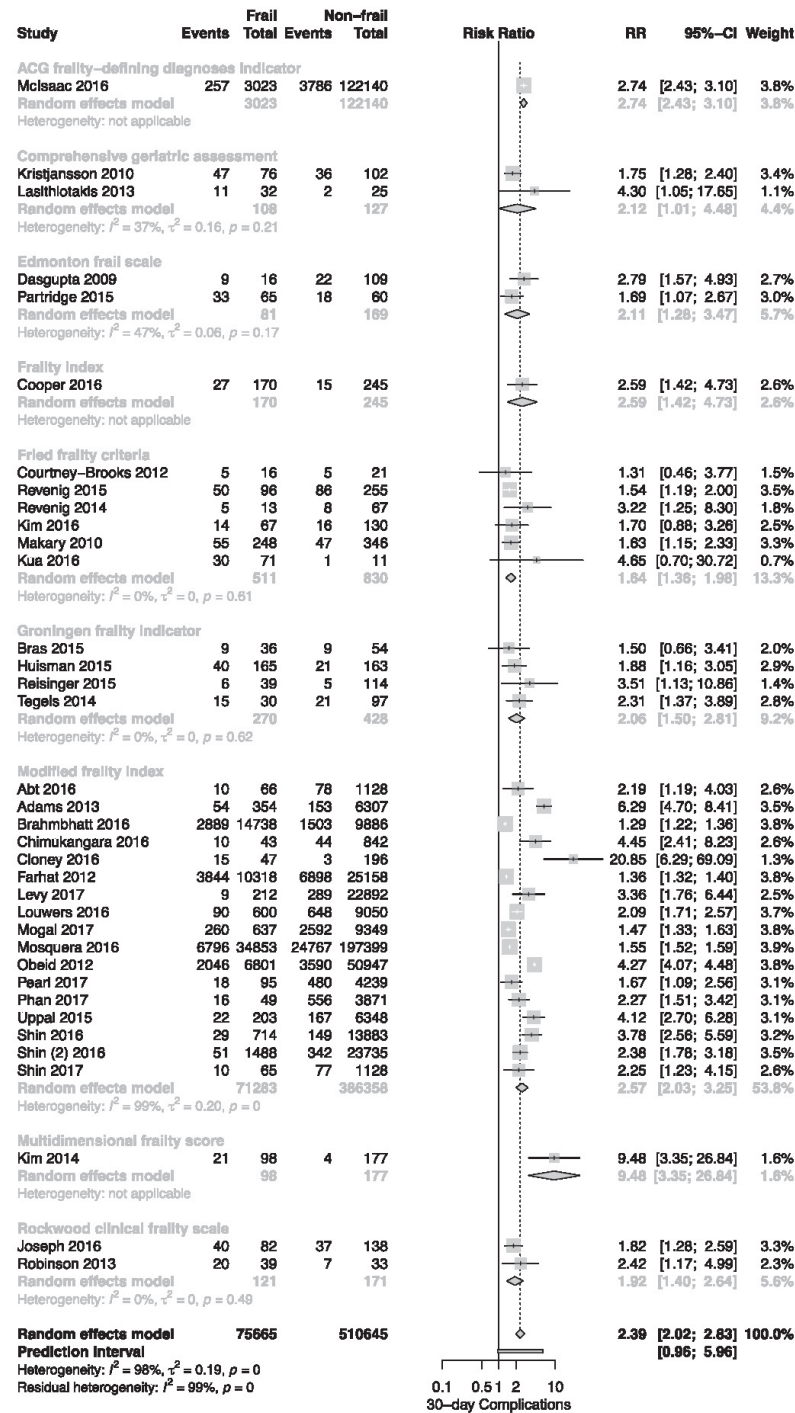 Frail Non-frail
Study Events Total Events Total Risk Ratio RR 95%-CI Weight
ACG frailty-defining diagnoses indicator
McIsaac 2016 257 3023 3786 122140 2.74 [2.43; 3.10] 3.8%
Random effects model 3023 122140 2.74 [2.43; 3.10] 3.8%
Heterogeneity: not applicable
Comprehensive geriatric assessment
Kristjansson 2010 47 76 36 102 1.75 [1.28; 2.40] 3.4%
Lasithiotakis 2013 11 32 2 25 4.30 [1.05; 17.65] 1.1%
Random effects model 108 127 2.12 [1.01; 4.48] 4.4%
Heterogeneity: I² = 37%, τ² = 0.16, p = 0.21
Edmonton frail scale
Dasgupta 2009 9 16 22 109 2.79 [1.57; 4.93] 2.7%
Partridge 2015 33 65 18 60 1.69 [1.07; 2.67] 3.0%
Random effects model 81 169 2.11 [1.28; 3.47] 5.7%
Heterogeneity: I² = 47%, τ² = 0.06, p = 0.17
Frailty index
Cooper 2016 27 170 15 245 2.59 [1.42; 4.73] 2.6%
Random effects model 170 245 2.59 [1.42; 4.73] 2.6%
Heterogeneity: not applicable
Fried frailty criteria
Courtney-Brooks 2012 5 16 5 21 1.31 [0.46; 3.77] 1.5%
Revenig 2015 50 96 86 255 1.54 [1.19; 2.00] 3.5%
Revenig 2014 5 13 8 67 3.22 [1.25; 8.30] 1.8%
Kim 2016 14 67 16 130 1.70 [0.88; 3.26] 2.5%
Makary 2010 55 248 47 346 1.63 [1.15; 2.33] 3.3%
Kua 2016 30 71 1 11 4.65 [0.70; 30.72] 0.7%
Random effects model 511 830 1.64 [1.36; 1.98] 13.3%
Heterogeneity: I² = 0%, τ² = 0, p = 0.61
Groningen frailty indicator
Bras 2015 9 36 9 54 1.50 [0.66; 3.41] 2.0%
Huisman 2015 40 165 21 163 1.88 [1.16; 3.05] 2.9%
Reisinger 2015 6 39 5 114 3.51 [1.13; 10.86] 1.4%
Tegels 2014 15 30 21 97 2.31 [1.37; 3.89] 2.8%
Random effects model 270 428 2.06 [1.50; 2.81] 9.2%
Heterogeneity: I² = 0%, τ² = 0, p = 0.62
Modified frailty index
Abt 2016 10 66 78 1128 2.19 [1.19; 4.03] 2.6%
Adams 2013 54 354 153 6307 6.29 [4.70; 8.41] 3.5%
Brahmbhatt 2016 2889 14738 1503 9886 1.29 [1.22; 1.36] 3.8%
Chimukangara 2016 10 43 44 842 4.45 [2.41; 8.23] 2.6%
Cloney 2016 15 47 3 196 20.85 [6.29; 69.09] 1.3%
Farhat 2012 3844 10318 6898 25158 1.36 [1.32; 1.40] 3.8%
Levy 2017 9 212 289 22892 3.36 [1.76; 6.44] 2.5%
Louwers 2016 90 600 648 9050 2.09 [1.71; 2.57] 3.7%
Mogal 2017 260 637 2592 9349 1.47 [1.33; 1.63] 3.8%
Mosquera 2016 6796 34853 24767 197399 1.55 [1.52; 1.59] 3.9%
Obeid 2012 2046 6801 3590 50947 4.27 [4.07; 4.48] 3.8%
Pearl 2017 18 95 480 4239 1.67 [1.09; 2.56] 3.1%
Phan 2017 16 49 556 3871 2.27 [1.51; 3.42] 3.1%
Uppal 2015 22 203 167 6348 4.12 [2.70; 6.28] 3.1%
Shin 2016 29 714 149 13883 3.78 [2.56; 5.59] 3.2%
Shin (2) 2016 51 1488 342 23735 2.38 [1.78; 3.18] 3.5%
Shin 2017 10 65 77 1128 2.25 [1.23; 4.15] 2.6%
Random effects model 71283 386358 2.57 [2.03; 3.25] 53.8%
Heterogeneity: I² = 99%, τ² = 0.20, p = 0
Multidimensional frailty score
Kim 2014 21 98 4 177 9.48 [3.35; 26.84] 1.6%
Random effects model 98 177 9.48 [3.35; 26.84] 1.6%
Heterogeneity: not applicable
Rockwood clinical frailty scale
Joseph 2016 40 82 37 138 1.82 [1.28; 2.59] 3.3%
Robinson 2013 20 39 7 33 2.42 [1.17; 4.99] 2.3%
Random effects model 121 171 1.92 [1.40; 2.64] 5.6%
Heterogeneity: I² = 0%, τ² = 0, p = 0.49
Random effects model 75665 510645 2.39 [2.02; 2.83] 100.0%
Prediction interval [0.96; 5.96]
Heterogeneity: I² = 98%, τ² = 0.19, p = 0
Residual heterogeneity: I² = 99%, p = 0
0.1 0.5 1 2 10
30-day Complications